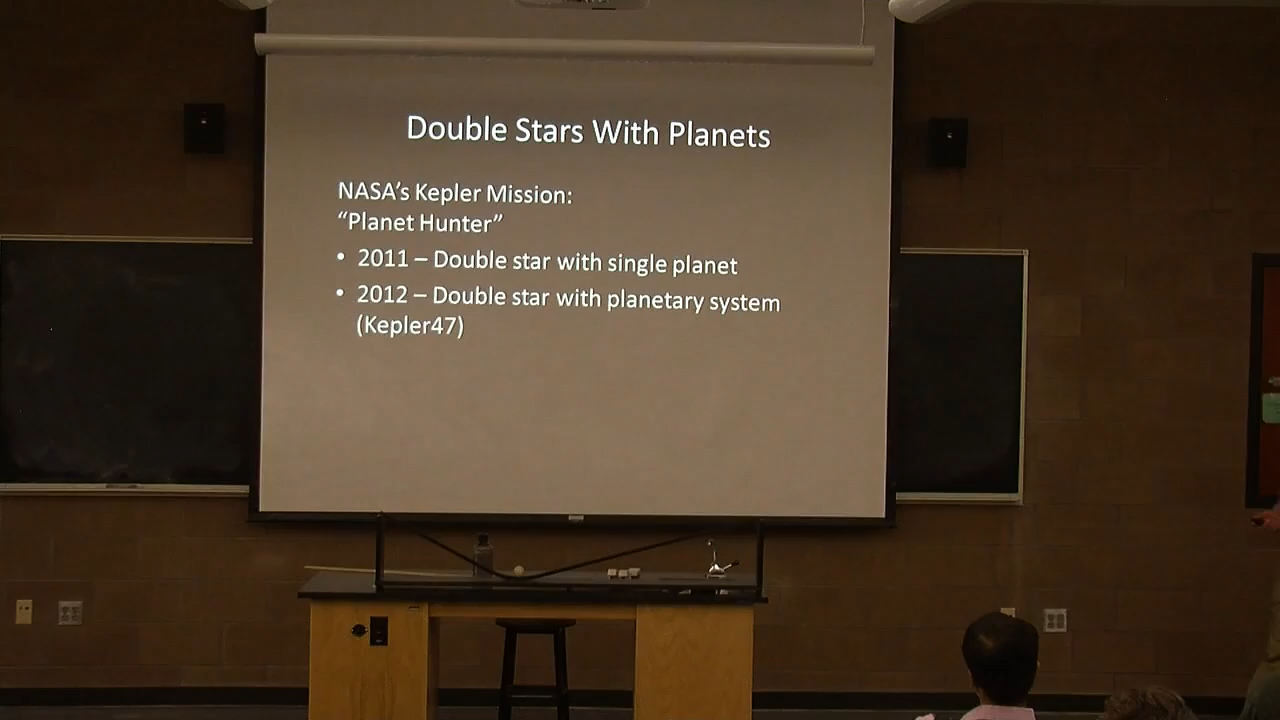 Double Stars With Planets
NASA’s Kepler Mission:
“Planet Hunter”
• 2011 – Double star with single planet
• 2012 – Double star with planetary system
(Kepler47)